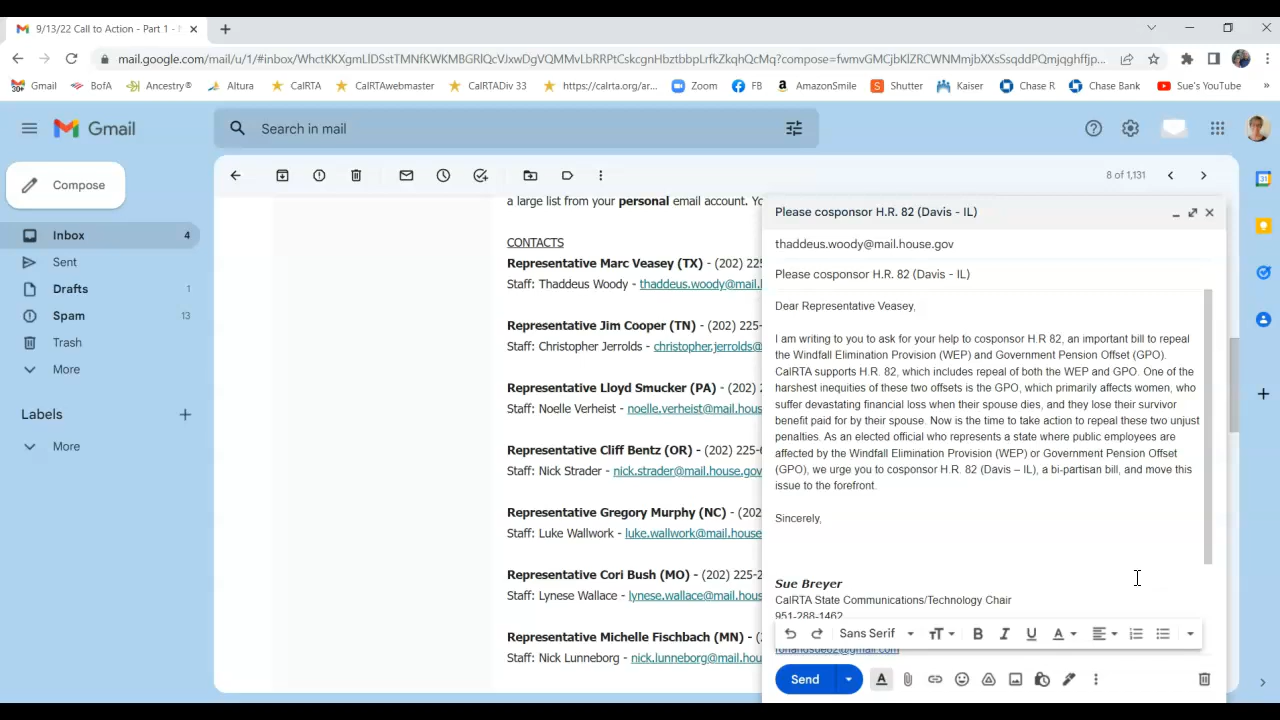 9/13/22 Call to Action - Part 1 -
mail.google.com/mail/u/1/#inbox/
Gmail
BofA
Ancestry®
Altura
CalRTA
CalRTAwebmaster
CalRTADiv 33
https://calrta.org/ar...
Zoom
FB
AmazonSmile
Shutter
Kaiser
Chase R
Chase Bank
Sue's YouTube
»
Gmail
Search in mail
Compose
8 of 1,131
Inbox 4
Sent
Drafts 1
Spam 13
Trash
More
Labels
More
a large list from your personal email account. Yo
CONTACTS
Representative Marc Veasey (TX) - (202) 225
Staff: Thaddeus Woody - thaddeus.woody@mail.
Representative Jim Cooper (TN) - (202) 225-
Staff: Christopher Jerrolds - christopher.jerrolds@
Representative Lloyd Smucker (PA) - (202) 2
Staff: Noelle Verheist - noelle.verheist@mail.hous
Representative Cliff Bentz (OR) - (202) 225-6
Staff: Nick Strader - nick.strader@mail.house.gov
Representative Gregory Murphy (NC) - (202
Staff: Luke Wallwork - luke.wallwork@mail.house
Representative Cori Bush (MO) - (202) 225-2
Staff: Lynese Wallace - lynese.wallace@mail.hous
Representative Michelle Fischbach (MN) - (2
Staff: Nick Lunneborg - nick.lunneborg@mail.hou
Please cosponsor H.R. 82 (Davis - IL)
thaddeus.woody@mail.house.gov
Please cosponsor H.R. 82 (Davis - IL)
Dear Representative Veasey,
I am writing to you to ask for your help to cosponsor H.R 82, an important bill to repeal
the Windfall Elimination Provision (WEP) and Government Pension Offset (GPO).
CalRTA supports H.R. 82, which includes repeal of both the WEP and GPO. One of the
harshest inequities of these two offsets is the GPO, which primarily affects women, who
suffer devastating financial loss when their spouse dies, and they lose their survivor
benefit paid for by their spouse. Now is the time to take action to repeal these two unjust
penalties. As an elected official who represents a state where public employees are
affected by the Windfall Elimination Provision (WEP) or Government Pension Offset
(GPO), we urge you to cosponsor H.R. 82 (Davis – IL), a bi-partisan bill, and move this
issue to the forefront.
Sincerely,
Sue Breyer
CalRTA State Communications/Technology Chair
951-288-1462
ronandsue62@gmail.com
Sans Serif
Send